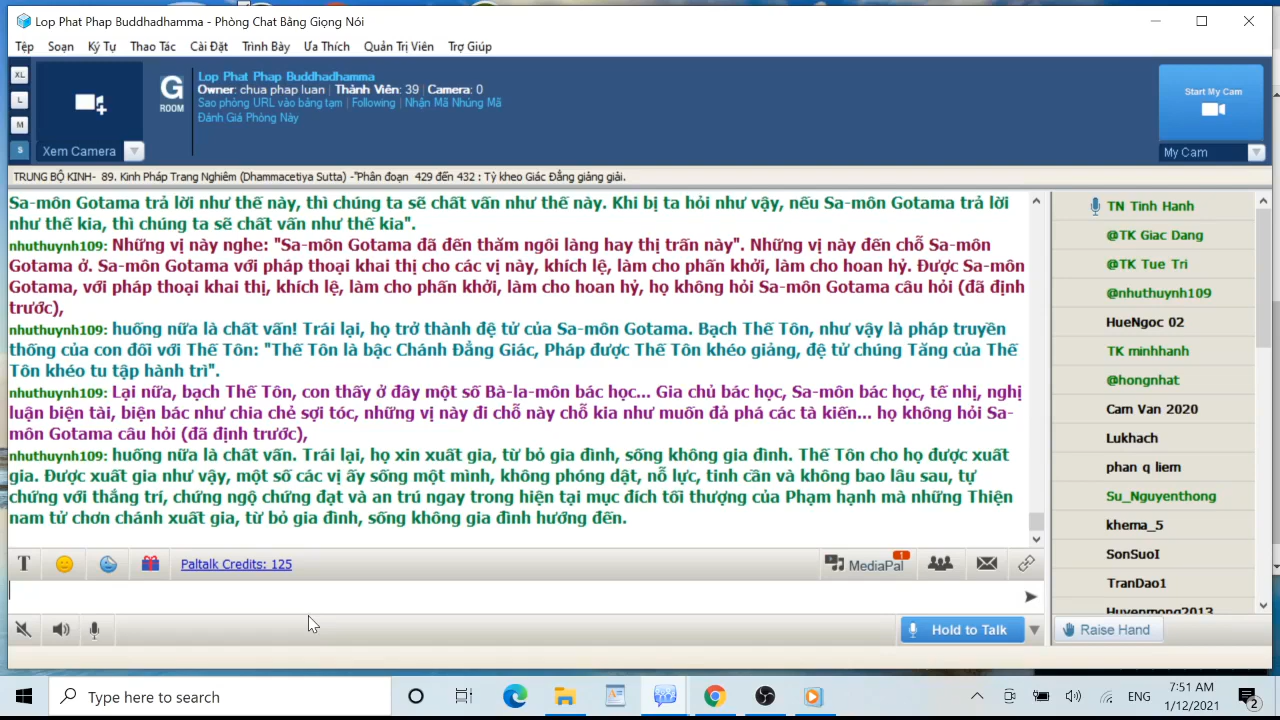 Lop Phat Phap Buddhadhamma - Phòng Chat Bằng Giọng Nói
Tệp Soạn Ký Tự Thao Tác Cài Đặt Trình Bày Ưa Thích Quản Trị Viên Trợ Giúp
XL
L
M
S
Xem Camera
G
ROOM
Lop Phat Phap Buddhadhamma
Owner: chua phap luan | Thành Viên: 39 | Camera: 0
Sao phòng URL vào bảng tạm | Following | Nhận Mã Nhúng Mã
Đánh Giá Phòng Này
Start My Cam
My Cam
TRUNG BỘ KINH- 89. Kinh Pháp Trang Nghiêm (Dhammacetiya Sutta) -"Phân đoạn 429 đến 432 : Tỳ kheo Giác Đẳng giảng giải.
Sa-môn Gotama trả lời như thế này, thì chúng ta sẽ chất vấn như thế này. Khi bị ta hỏi như vậy, nếu Sa-môn Gotama trả lời
như thế kia, thì chúng ta sẽ chất vấn như thế kia".
nhuthuynh109: Những vị này nghe: "Sa-môn Gotama đã đến thăm ngôi làng hay thị trấn này". Những vị này đến chỗ Sa-môn
Gotama ở. Sa-môn Gotama với pháp thoại khai thị cho các vị này, khích lệ, làm cho phấn khởi, làm cho hoan hỷ. Được Sa-môn
Gotama, với pháp thoại khai thị, khích lệ, làm cho phấn khởi, làm cho hoan hỷ, họ không hỏi Sa-môn Gotama câu hỏi (đã định
trước),
nhuthuynh109: huống nữa là chất vấn! Trái lại, họ trở thành đệ tử của Sa-môn Gotama. Bạch Thế Tôn, như vậy là pháp truyền
thống của con đối với Thế Tôn: "Thế Tôn là bậc Chánh Đẳng Giác, Pháp được Thế Tôn khéo giảng, đệ tử chúng Tăng của Thế
Tôn khéo tu tập hành trì".
nhuthuynh109: Lại nữa, bạch Thế Tôn, con thấy ở đây một số Bà-la-môn bác học... Gia chủ bác học, Sa-môn bác học, tế nhị, nghị
luận biện tài, biện bác như chia chẻ sợi tóc, những vị này đi chỗ này chỗ kia như muốn đả phá các tà kiến... họ không hỏi Sa-
môn Gotama câu hỏi (đã định trước),
nhuthuynh109: huống nữa là chất vấn. Trái lại, họ xin xuất gia, từ bỏ gia đình, sống không gia đình. Thế Tôn cho họ được xuất
gia. Được xuất gia như vậy, một số các vị ấy sống một mình, không phóng dật, nỗ lực, tinh cần và không bao lâu sau, tự
chứng với thắng trí, chứng ngộ chứng đạt và an trú ngay trong hiện tại mục đích tối thượng của Phạm hạnh mà những Thiện
nam tử chơn chánh xuất gia, từ bỏ gia đình, sống không gia đình hướng đến.
TN Tinh Hanh
@TK Giac Dang
@TK Tue Tri
@nhuthuynh109
HueNgoc 02
TK minhhanh
@hongnhat
Cam Van 2020
Lukhach
phan q liem
Su_Nguyenthong
khema_5
SonSuoI
TranDao1
Huyenmong2013
T
Paltalk Credits: 125
MediaPal
1
Hold to Talk
Raise Hand
Type here to search
ENG
7:51 AM
1/12/2021
2